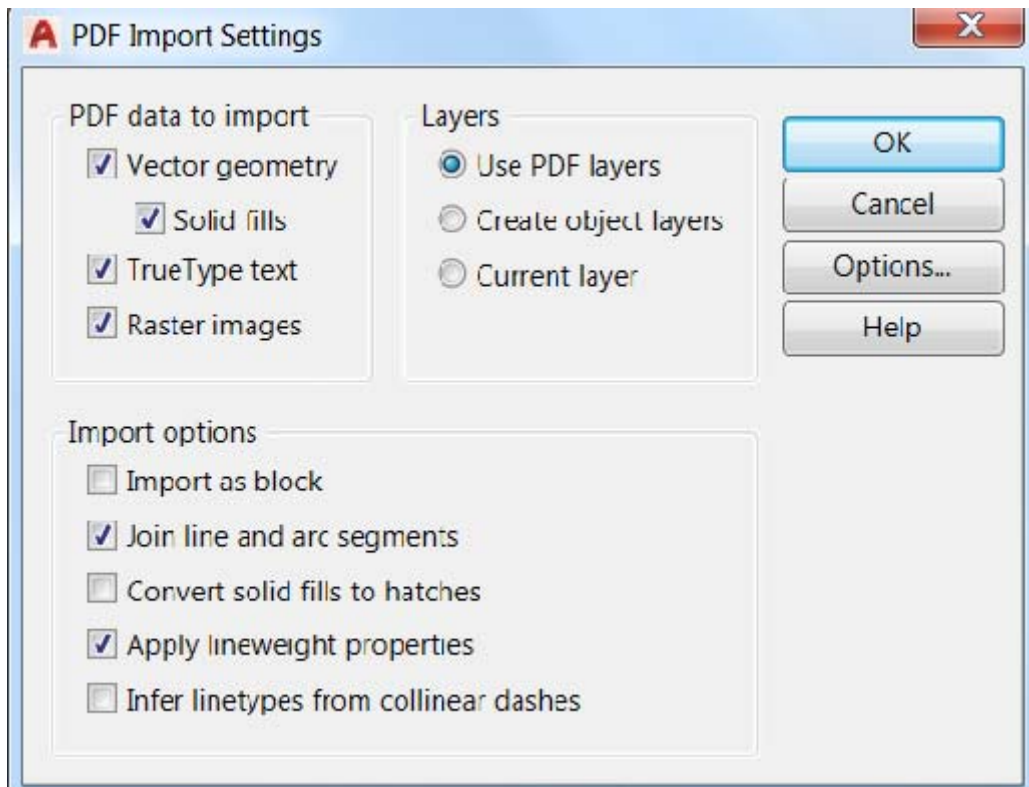 PDF Import Settings
PDF data to import
Vector geometry
Solid fills
TrueType text
Raster images
Layers
Use PDF layers
Create object layers
Current layer
OK
Cancel
Options...
Help
Import options
Import as block
Join line and arc segments
Convert solid fills to hatches
Apply lineweight properties
Infer linetypes from collinear dashes